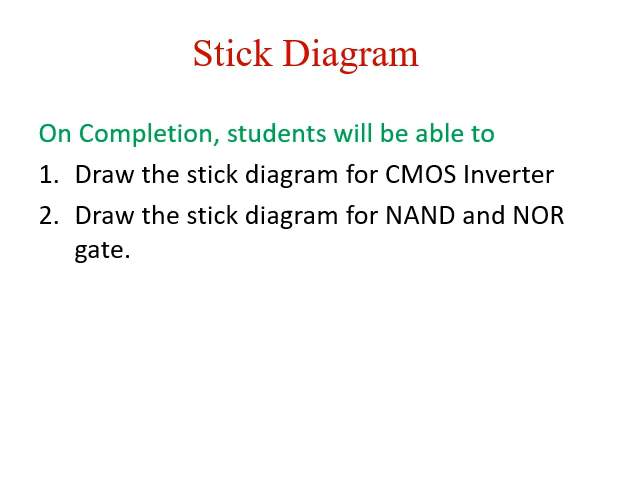 Stick Diagram
On Completion, students will be able to
1. Draw the stick diagram for CMOS Inverter
2. Draw the stick diagram for NAND and NOR
gate.